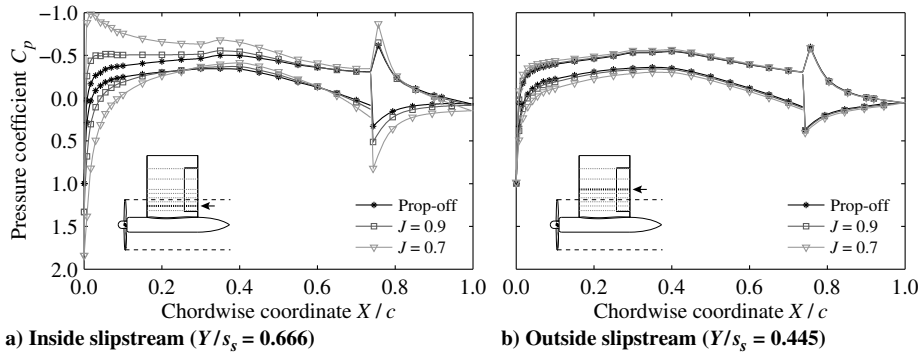 −1.0
−0.5
0.0
0.5
1.0
1.5
2.0
Pressure coefficient Cp
Prop-off
J = 0.9
J = 0.7
0.0 0.2 0.4 0.6 0.8 1.0
Chordwise coordinate X / c
a) Inside slipstream (Y/ss = 0.666)
Prop-off
J = 0.9
J = 0.7
0.0 0.2 0.4 0.6 0.8 1.0
Chordwise coordinate X / c
b) Outside slipstream (Y/ss = 0.445)